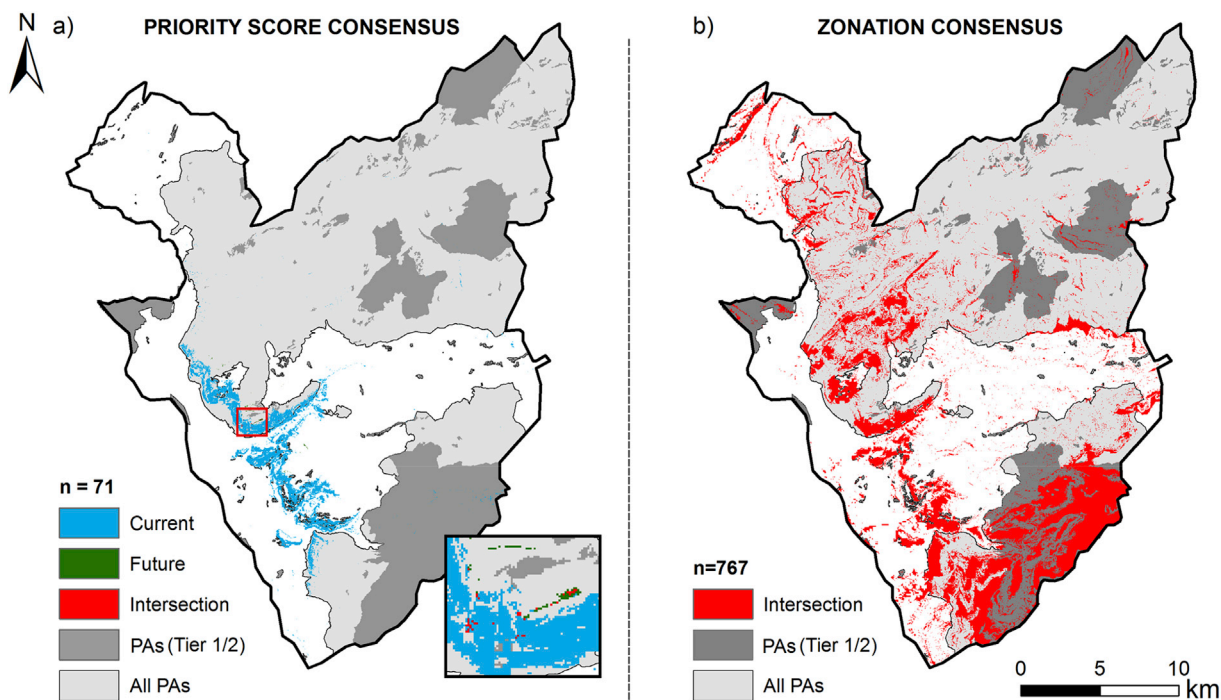 N
a)
PRIORITY SCORE CONSENSUS
b)
ZONATION CONSENSUS
n = 71
Current
Future
Intersection
PAs (Tier 1/2)
All PAs
n=767
Intersection
PAs (Tier 1/2)
All PAs
0 5 10
km